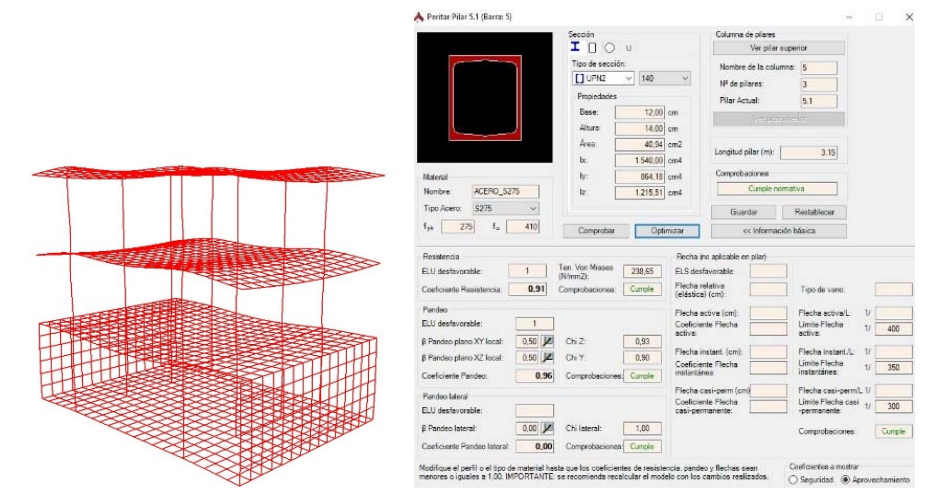 Peritar Pilar 5.1 (Barra: 5)
Sección
U
Tipo de sección:
UPN2
140
Propiedades
Base: 12,00 cm
Altura: 14,00 cm
Área: 40,94 cm2
Ix: 1.540,00 cm4
Iy: 864,18 cm4
Iz: 1.215,51 cm4
Columna de pilares
Ver pilar superior
Nombre de la columna: 5
Nº de pilares: 3
Pilar Actual: 5.1
Ver pilar inferior
Longitud pilar (m): 3,15
Material
Nombre: ACERO_S275
Tipo Acero: S275
fyk 275 fu 410
Comprobar
Optimizar
Comprobaciones
Cumple normativa
Guardar
Restablecer
<< Información básica
Resistencia
ELU desfavorable: 1
Ten. Von Misses (N/mm2): 238,65
Coeficiente Resistencia: 0,91
Comprobaciones: Cumple
Pandeo
ELU desfavorable: 1
β Pandeo plano XY local: 0,50
Chi Z: 0,93
β Pandeo plano XZ local: 0,50
Chi Y: 0,90
Coeficiente Pandeo: 0,96
Comprobaciones: Cumple
Pandeo lateral
ELU desfavorable:
β Pandeo lateral: 0,00
Chi lateral: 1,00
Coeficiente Pandeo lateral: 0,00
Comprobaciones: Cumple
Flecha (no aplicable en pilar)
ELS desfavorable:
Flecha relativa (elástica) (cm):
Tipo de vano:
Flecha activa (cm):
Flecha activa/L 1/
Coeficiente Flecha activa:
Límite Flecha activa: 1/ 400
Flecha instant. (cm):
Flecha instant./L: 1/
Coeficiente Flecha instantánea:
Límite Flecha instantánea: 1/ 350
Flecha casi-perm (cm)
Flecha casi-perm/L 1/
Coeficiente Flecha casi-permanente:
Límite Flecha casi -permanente: 1/ 300
Comprobaciones: Cumple
Modifique el perfil o el tipo de material hasta que los coeficientes de resistencia, pandeo y flechas sean
menores o iguales a 1,00. IMPORTANTE: se recomienda recalcular el modelo con los cambios realizados.
Coeficientes a mostrar
Seguridad
Aprovechamiento